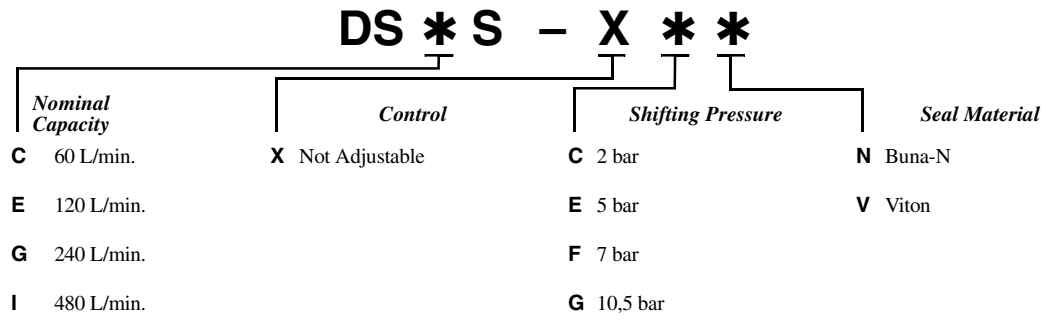 DS ✱ S – X ✱ ✱
Nominal
Capacity
Control
Shifting Pressure
Seal Material
C 60 L/min.
X Not Adjustable
C 2 bar
N Buna-N
E 120 L/min.
E 5 bar
V Viton
G 240 L/min.
F 7 bar
I 480 L/min.
G 10,5 bar